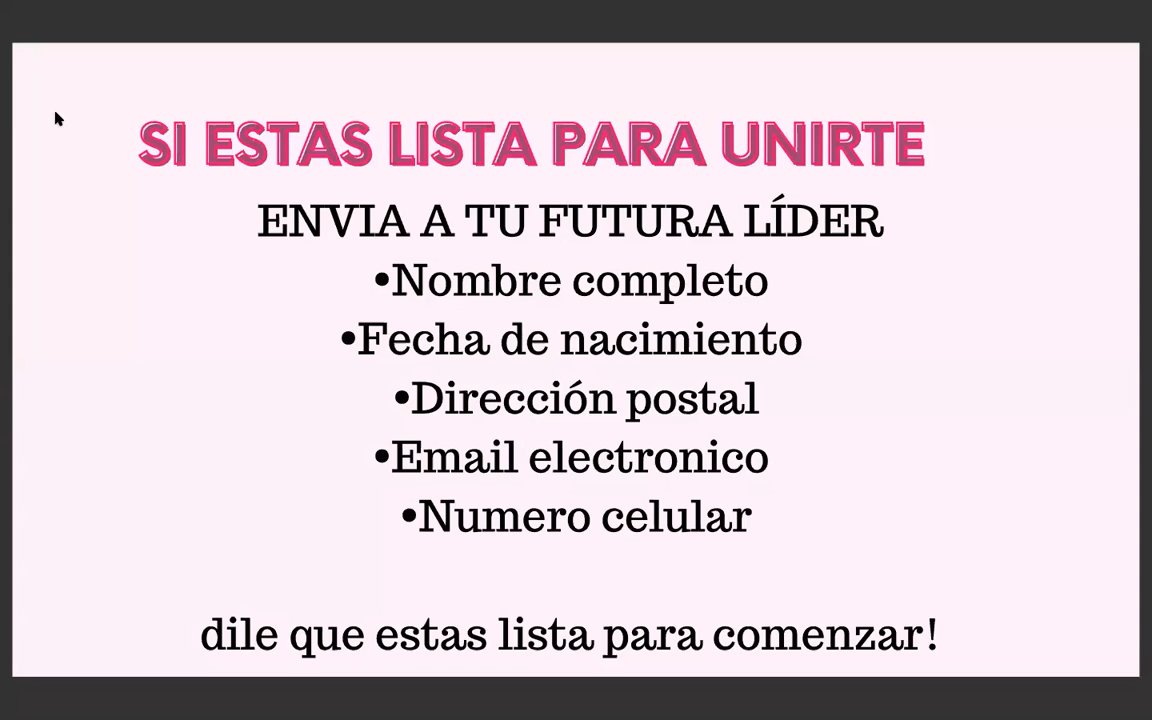 SI ESTAS LISTA PARA UNIRTE
ENVIA A TU FUTURA LÍDER
•Nombre completo
•Fecha de nacimiento
•Dirección postal
•Email electronico
•Numero celular
dile que estas lista para comenzar!